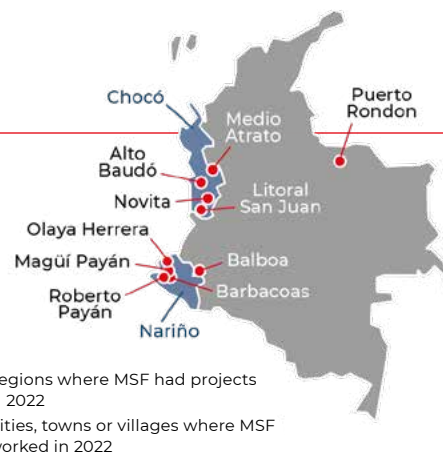 Chocó
Puerto
Rondon
Medio
Atrato
Alto
Baudó
Litoral
San Juan
Novita
Olaya Herrera
Magüí Payán
Balboa
Barbacoas
Roberto
Payán
Nariño
egions where MSF had projects
2022
ities, towns or villages where MSF
worked in 2022